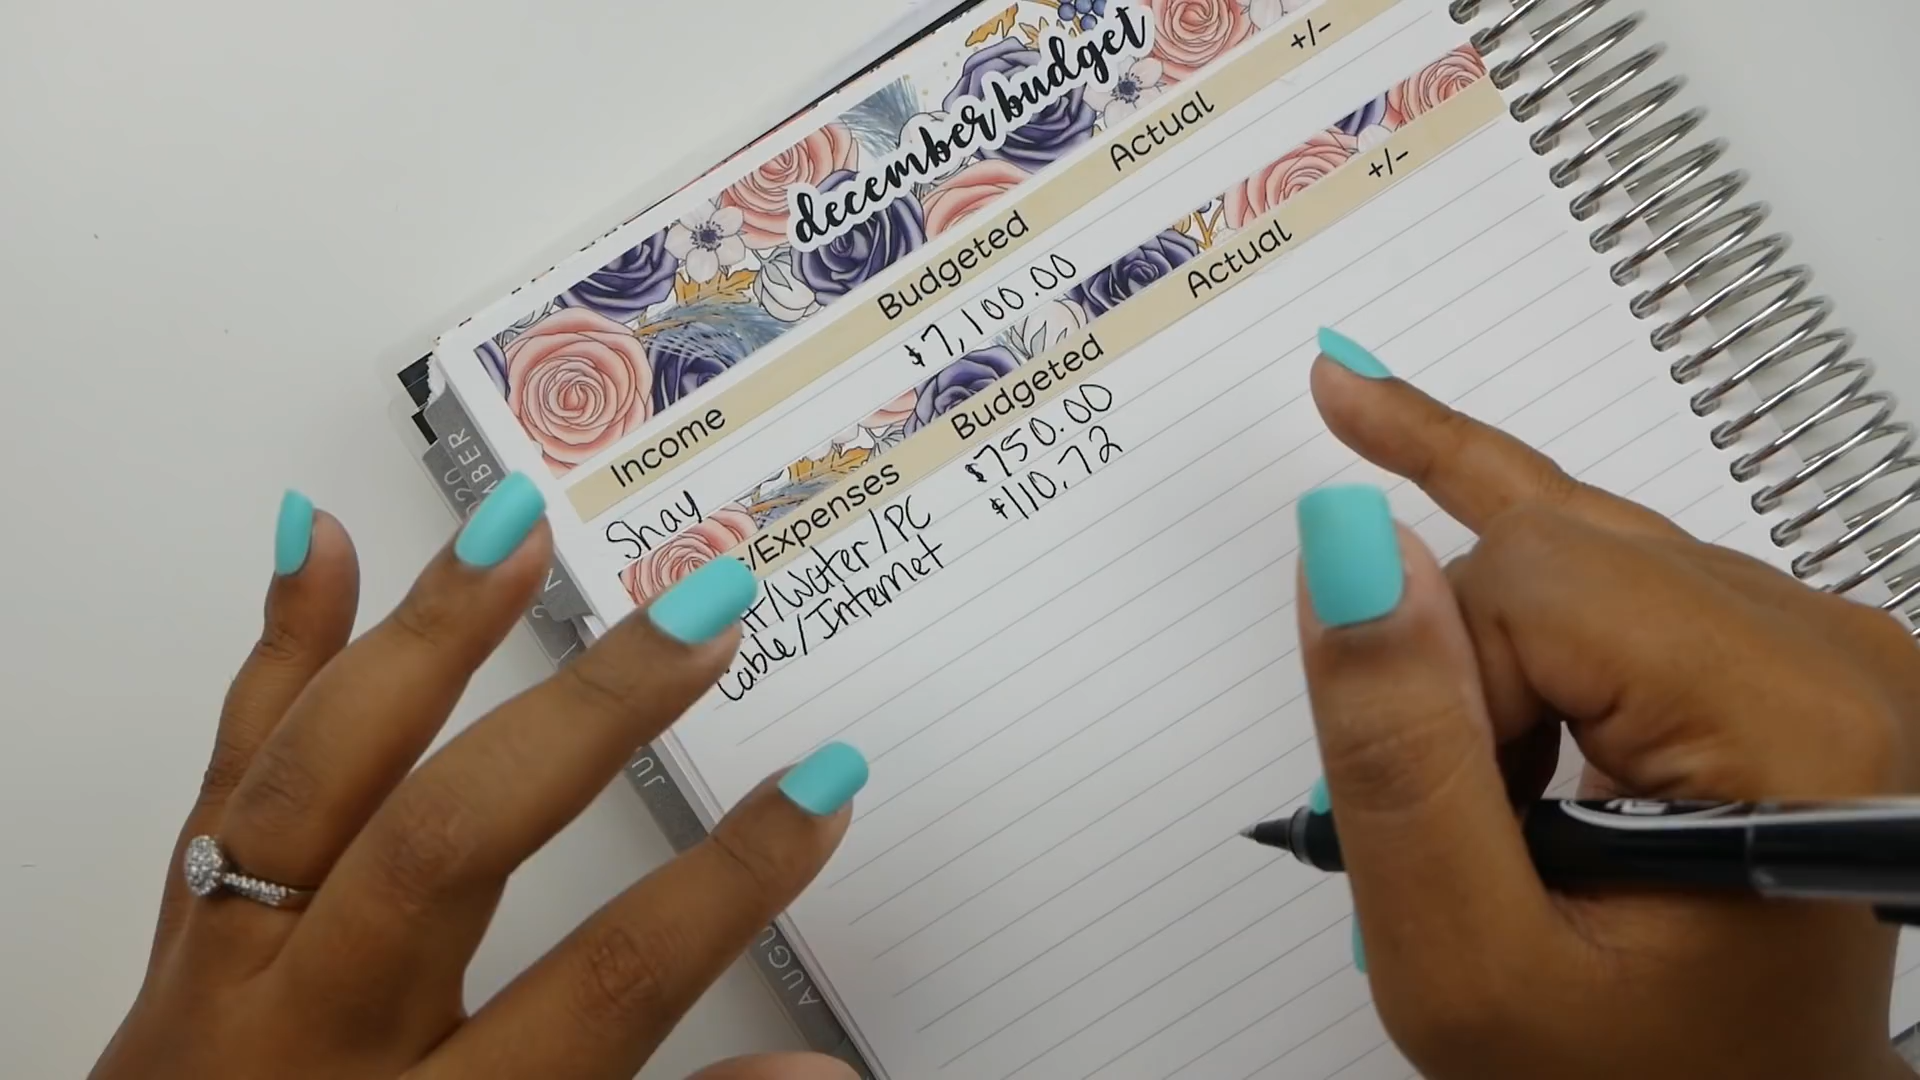 december budget
Income Budgeted Actual +/-
Shay $7,100.00
/Expenses Budgeted Actual +/-
/Water/PC $750.00
Cable/Internet $110.72